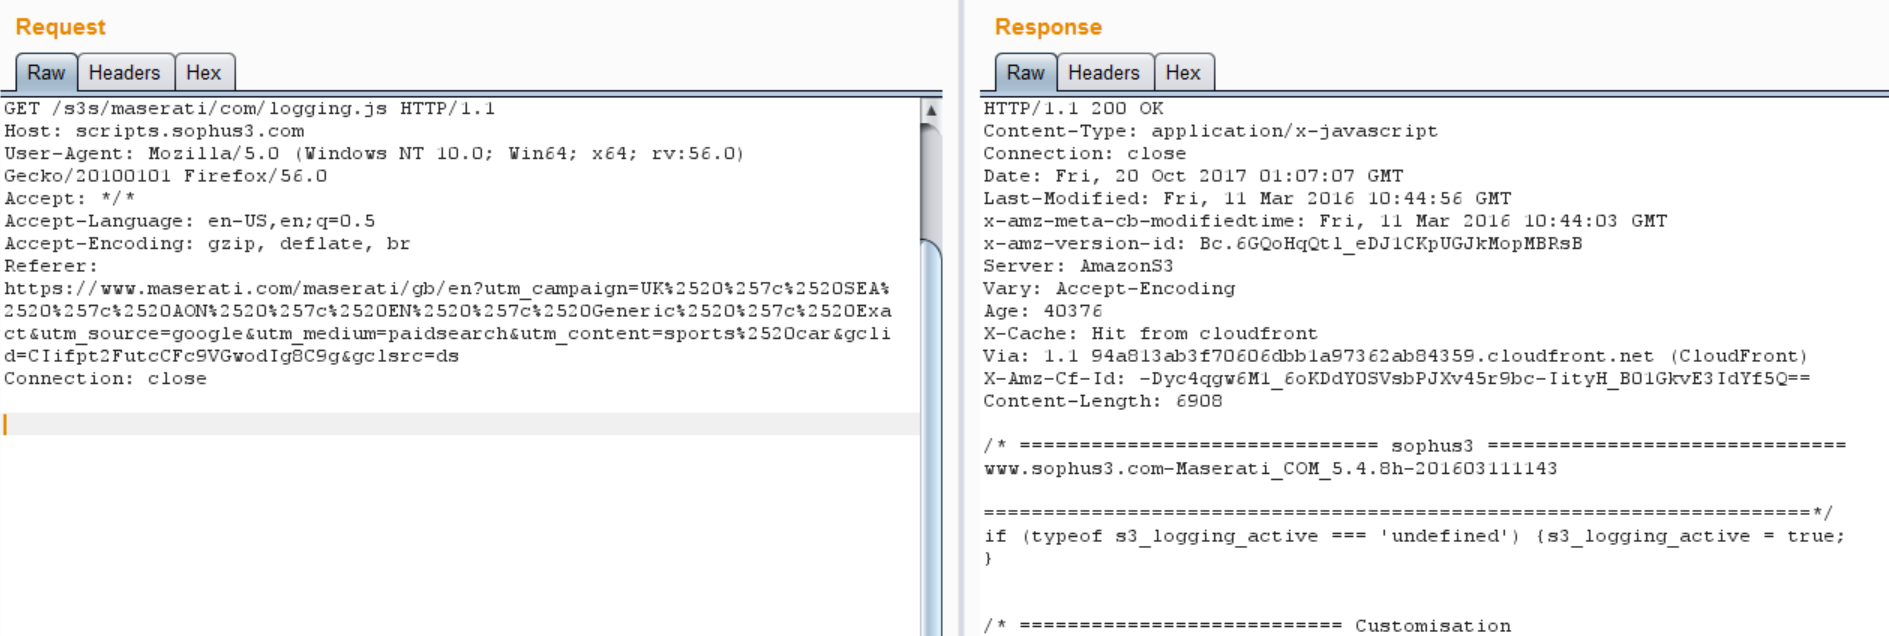 Request
Raw Headers Hex
GET /s3s/maserati/com/logging.js HTTP/1.1
Host: scripts.sophus3.com
User-Agent: Mozilla/5.0 (Windows NT 10.0; Win64; x64; rv:56.0)
Gecko/20100101 Firefox/56.0
Accept: */*
Accept-Language: en-US,en;q=0.5
Accept-Encoding: gzip, deflate, br
Referer:
https://www.maserati.com/maserati/gb/en?utm_campaign=UK%2520%257c%2520SEA%
2520%257c%2520AON%2520%257c%2520EN%2520%257c%2520Generic%2520%257c%2520Exa
ct&utm_source=google&utm_medium=paidsearch&utm_content=sports%2520car&gcli
d=CIifpt2FutcCFc9VGwodIg8C9g&gclsrc=ds
Connection: close
Response
Raw Headers Hex
HTTP/1.1 200 OK
Content-Type: application/x-javascript
Connection: close
Date: Fri, 20 Oct 2017 01:07:07 GMT
Last-Modified: Fri, 11 Mar 2016 10:44:56 GMT
x-amz-meta-cb-modifiedtime: Fri, 11 Mar 2016 10:44:03 GMT
x-amz-version-id: Bc.6GQoHqQtl_eDJ1CKpUGJkMopMBRsB
Server: AmazonS3
Vary: Accept-Encoding
Age: 40376
X-Cache: Hit from cloudfront
Via: 1.1 94a813ab3f70606dbb1a97362ab84359.cloudfront.net (CloudFront)
X-Amz-Cf-Id: -Dyc4qgw6M1_6oKDdY0SVsbPJXv45r9bc-IityH_B01GkvE3IdYf5Q==
Content-Length: 6908
/* ============================== sophus3 ==============================
www.sophus3.com-Maserati_COM_5.4.8h-201603111143
=====================================================================*/
if (typeof s3_logging_active === 'undefined') {s3_logging_active = true;
}
/* =========================== Customisation